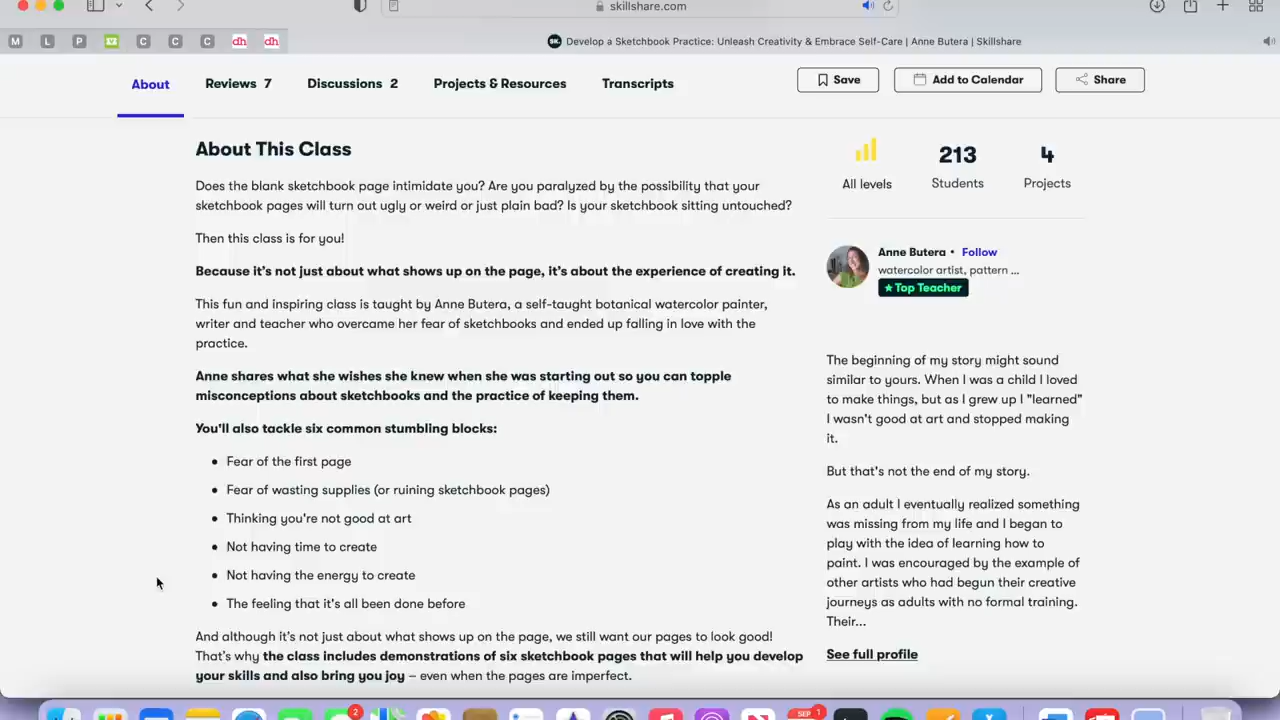 skillshare.com
M L P C C C dh dh
SK. Develop a Sketchbook Practice: Unleash Creativity & Embrace Self-Care | Anne Butera | Skillshare
About Reviews 7 Discussions 2 Projects & Resources Transcripts Save Add to Calendar Share
About This Class
Does the blank sketchbook page intimidate you? Are you paralyzed by the possibility that your
sketchbook pages will turn out ugly or weird or just plain bad? Is your sketchbook sitting untouched?
Then this class is for you!
Because it's not just about what shows up on the page, it's about the experience of creating it.
This fun and inspiring class is taught by Anne Butera, a self-taught botanical watercolor painter,
writer and teacher who overcame her fear of sketchbooks and ended up falling in love with the
practice.
Anne shares what she wishes she knew when she was starting out so you can topple
misconceptions about sketchbooks and the practice of keeping them.
You'll also tackle six common stumbling blocks:
• Fear of the first page
• Fear of wasting supplies (or ruining sketchbook pages)
• Thinking you're not good at art
• Not having time to create
• Not having the energy to create
• The feeling that it's all been done before
And although it's not just about what shows up on the page, we still want our pages to look good!
That's why the class includes demonstrations of six sketchbook pages that will help you develop
your skills and also bring you joy – even when the pages are imperfect.
All levels
213
Students
4
Projects
Anne Butera • Follow
watercolor artist, pattern ...
★ Top Teacher
The beginning of my story might sound
similar to yours. When I was a child I loved
to make things, but as I grew up I "learned"
I wasn't good at art and stopped making
it.
But that's not the end of my story.
As an adult I eventually realized something
was missing from my life and I began to
play with the idea of learning how to
paint. I was encouraged by the example of
other artists who had begun their creative
journeys as adults with no formal training.
Their...
See full profile
2
SEP 1